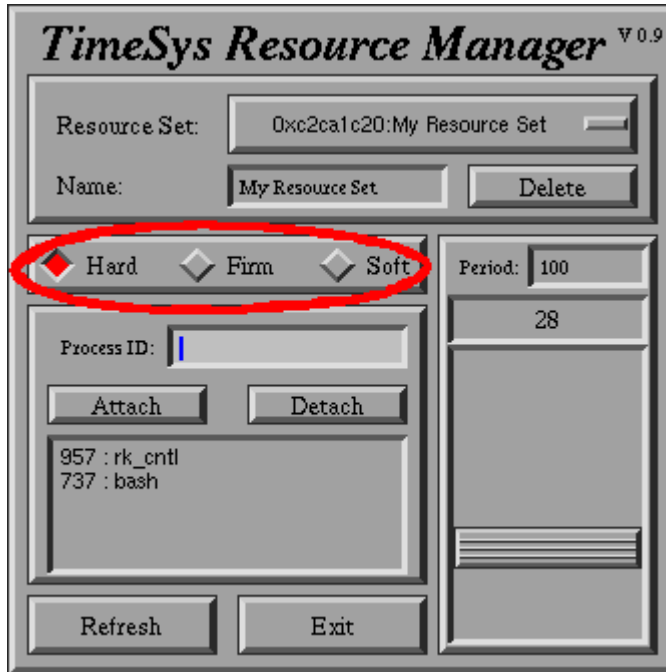 TimeSys Resource Manager V 0.9
Resource Set: 0xc2ca1c20:My Resource Set
Name: My Resource Set Delete
Hard Firm Soft
Period: 100
28
Process ID:
Attach Detach
957 : rk_cntl
737 : bash
Refresh Exit